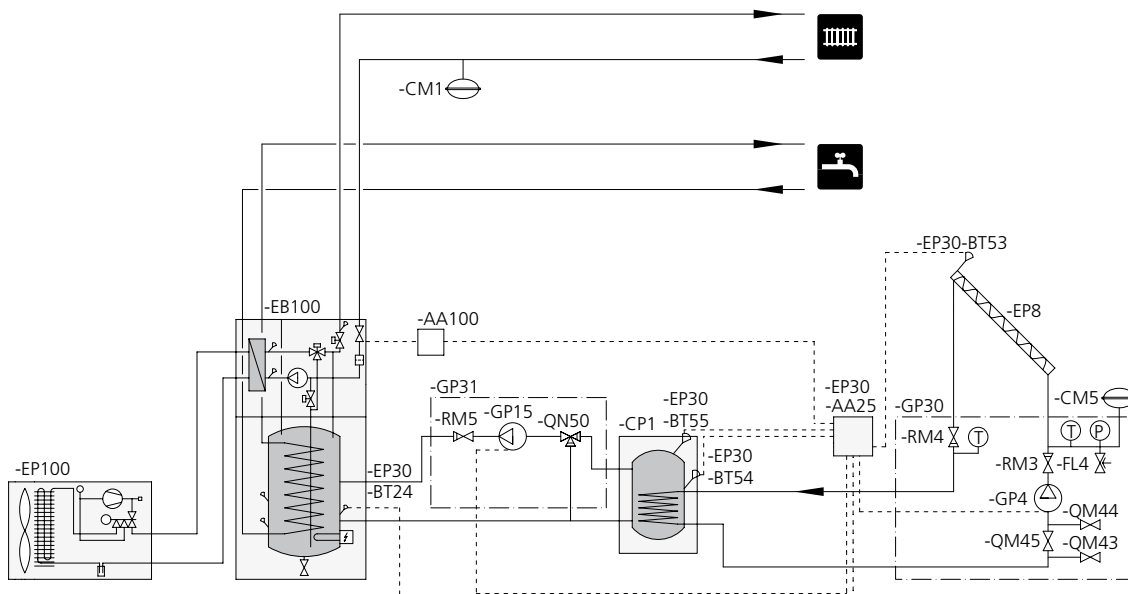 -CM1
-EP30-BT53
-EB100
-EP8
-AA100
-GP31
-EP30
-AA25
-CM5
-GP15
-QN50
-EP30
-BT55
-GP30
-RM5
-CP1
-RM4
T
T
P
-EP100
-EP30
-BT24
-EP30
-BT54
-RM3
-FL4
-GP4
-QM44
-QM45
-QM43